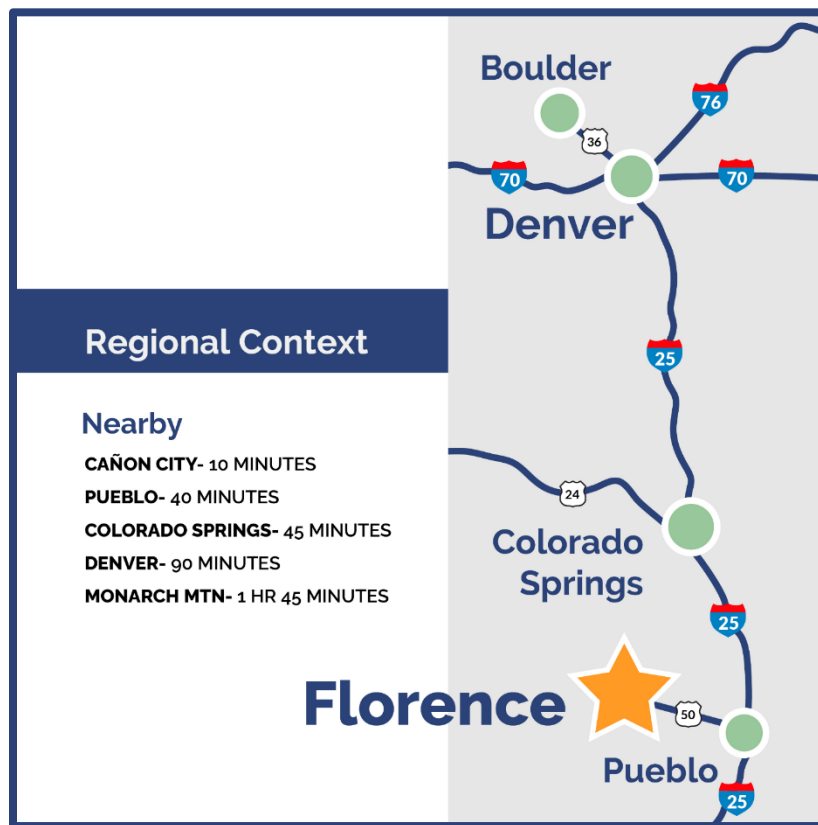 Regional Context
Nearby
CAÑON CITY- 10 MINUTES
PUEBLO- 40 MINUTES
COLORADO SPRINGS- 45 MINUTES
DENVER- 90 MINUTES
MONARCH MTN- 1 HR 45 MINUTES
Boulder
76
36
70
70
Denver
25
24
Colorado
Springs
25
Florence
50
Pueblo
25